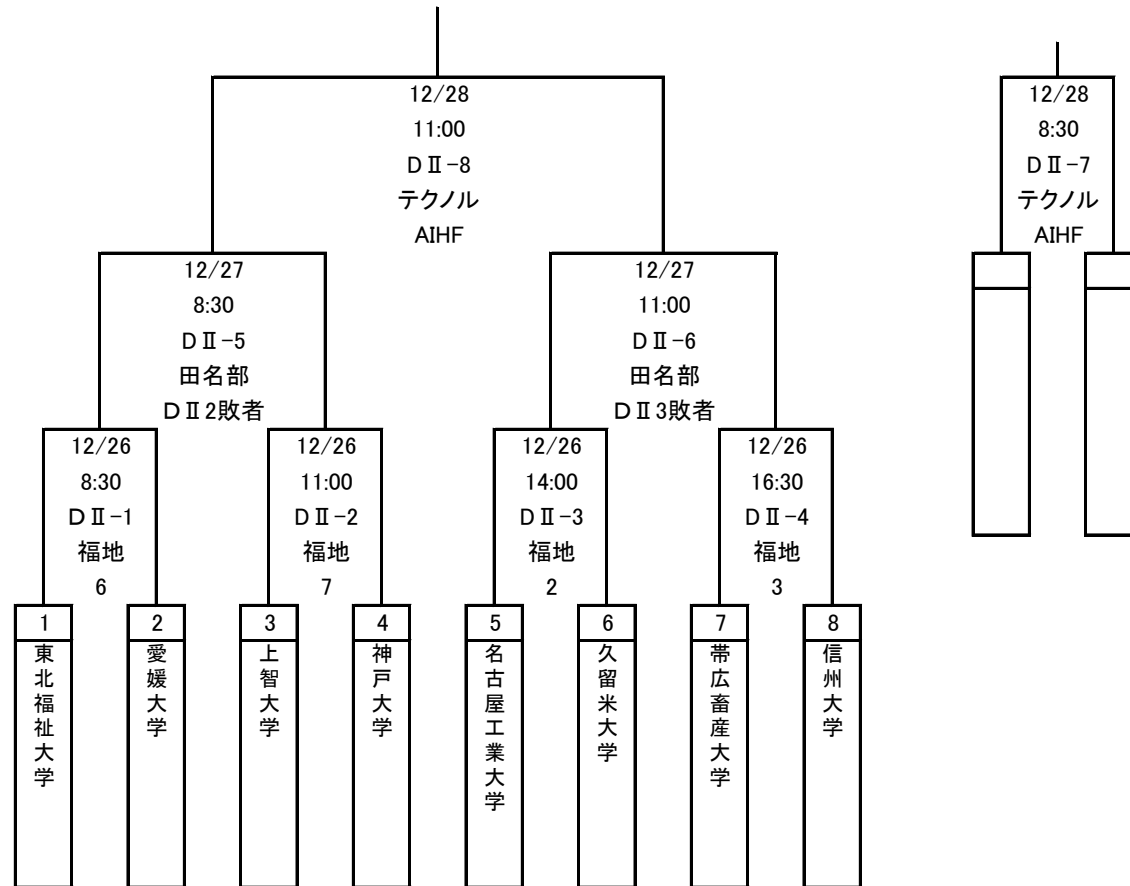 12/28
11:00
DⅡ-8
テクノル
AIHF
12/28
8:30
DⅡ-7
テクノル
AIHF
12/27
8:30
DⅡ-5
田名部
DⅡ2敗者
12/27
11:00
DⅡ-6
田名部
DⅡ3敗者
12/26
8:30
DⅡ-1
福地
6
12/26
11:00
DⅡ-2
福地
7
12/26
14:00
DⅡ-3
福地
2
12/26
16:30
DⅡ-4
福地
3
1
東北福祉大学
2
愛媛大学
3
上智大学
4
神戸大学
5
名古屋工業大学
6
久留米大学
7
帯広畜産大学
8
信州大学